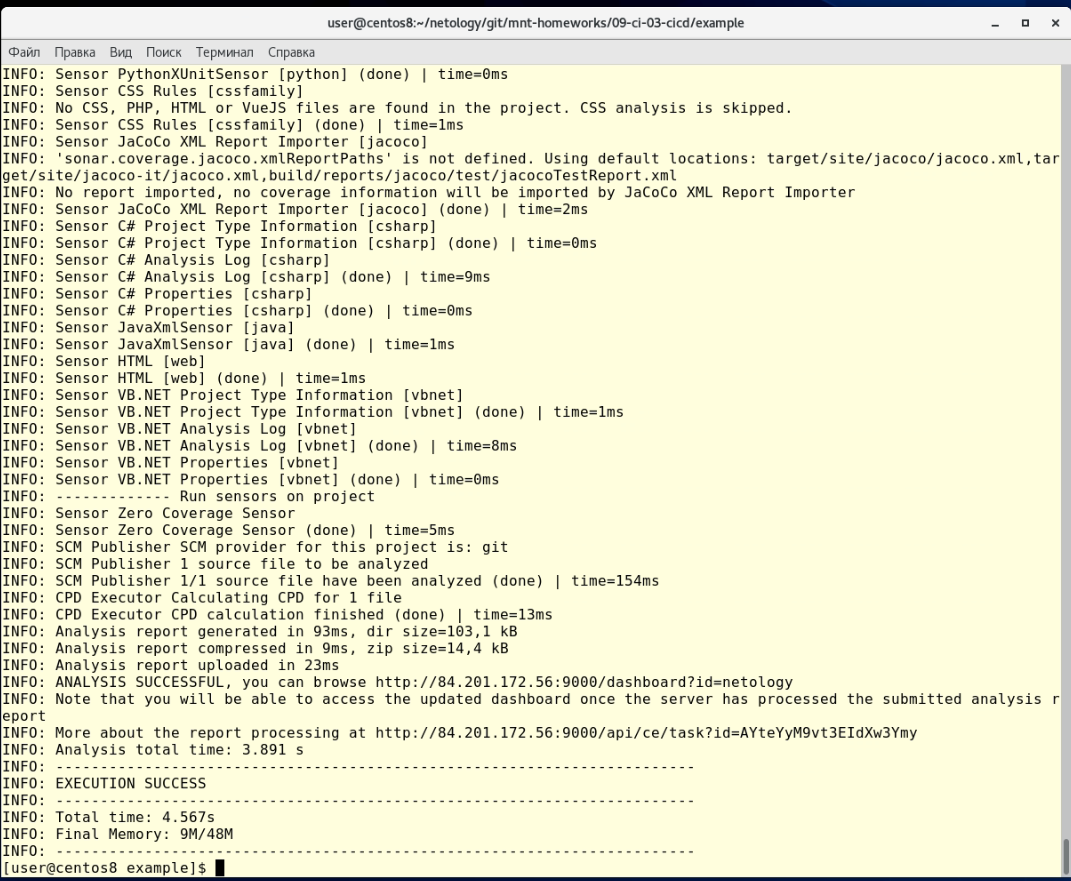 user@centos8:~/netology/git/mnt-homeworks/09-ci-03-cicd/example
Файл Правка Вид Поиск Терминал Справка
INFO: Sensor PythonXUnitSensor [python] (done) | time=0ms
INFO: Sensor CSS Rules [cssfamily]
INFO: No CSS, PHP, HTML or VueJS files are found in the project. CSS analysis is skipped.
INFO: Sensor CSS Rules [cssfamily] (done) | time=1ms
INFO: Sensor JaCoCo XML Report Importer [jacoco]
INFO: 'sonar.coverage.jacoco.xmlReportPaths' is not defined. Using default locations: target/site/jacoco/jacoco.xml,tar
get/site/jacoco-it/jacoco.xml,build/reports/jacoco/test/jacocoTestReport.xml
INFO: No report imported, no coverage information will be imported by JaCoCo XML Report Importer
INFO: Sensor JaCoCo XML Report Importer [jacoco] (done) | time=2ms
INFO: Sensor C# Project Type Information [csharp]
INFO: Sensor C# Project Type Information [csharp] (done) | time=0ms
INFO: Sensor C# Analysis Log [csharp]
INFO: Sensor C# Analysis Log [csharp] (done) | time=9ms
INFO: Sensor C# Properties [csharp]
INFO: Sensor C# Properties [csharp] (done) | time=0ms
INFO: Sensor JavaXmlSensor [java]
INFO: Sensor JavaXmlSensor [java] (done) | time=1ms
INFO: Sensor HTML [web]
INFO: Sensor HTML [web] (done) | time=1ms
INFO: Sensor VB.NET Project Type Information [vbnet]
INFO: Sensor VB.NET Project Type Information [vbnet] (done) | time=1ms
INFO: Sensor VB.NET Analysis Log [vbnet]
INFO: Sensor VB.NET Analysis Log [vbnet] (done) | time=8ms
INFO: Sensor VB.NET Properties [vbnet]
INFO: Sensor VB.NET Properties [vbnet] (done) | time=0ms
INFO: ------------- Run sensors on project
INFO: Sensor Zero Coverage Sensor
INFO: Sensor Zero Coverage Sensor (done) | time=5ms
INFO: SCM Publisher SCM provider for this project is: git
INFO: SCM Publisher 1 source file to be analyzed
INFO: SCM Publisher 1/1 source file have been analyzed (done) | time=154ms
INFO: CPD Executor Calculating CPD for 1 file
INFO: CPD Executor CPD calculation finished (done) | time=13ms
INFO: Analysis report generated in 93ms, dir size=103,1 kB
INFO: Analysis report compressed in 9ms, zip size=14,4 kB
INFO: Analysis report uploaded in 23ms
INFO: ANALYSIS SUCCESSFUL, you can browse http://84.201.172.56:9000/dashboard?id=netology
INFO: Note that you will be able to access the updated dashboard once the server has processed the submitted analysis r
eport
INFO: More about the report processing at http://84.201.172.56:9000/api/ce/task?id=AYteYyM9vt3EIdXw3Ymy
INFO: Analysis total time: 3.891 s
INFO: ------------------------------------------------------------------------
INFO: EXECUTION SUCCESS
INFO: ------------------------------------------------------------------------
INFO: Total time: 4.567s
INFO: Final Memory: 9M/48M
INFO: ------------------------------------------------------------------------
[user@centos8 example]$